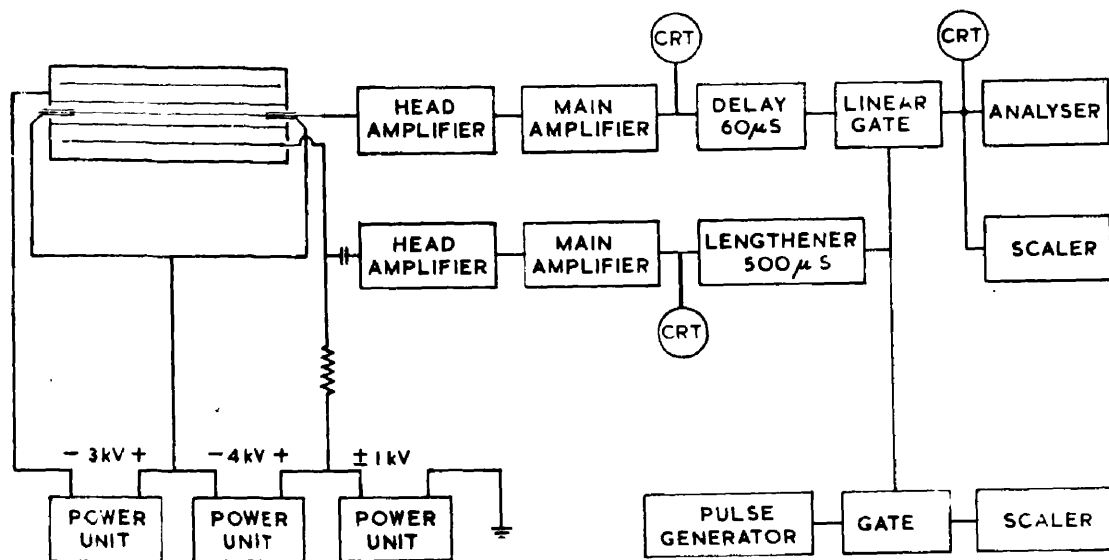 CRT
CRT
HEAD
AMPLIFIER
MAIN
AMPLIFIER
DELAY
60μS
LINEAR
GATE
ANALYSER
HEAD
AMPLIFIER
MAIN
AMPLIFIER
LENGTHENER
500μS
SCALER
CRT
- 3kV +
- 4kV +
± 1kV
POWER
UNIT
POWER
UNIT
POWER
UNIT
PULSE
GENERATOR
GATE
SCALER